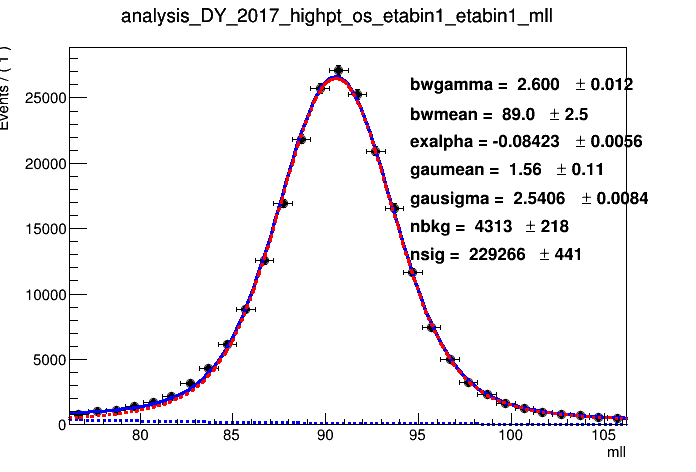 analysis_DY_2017_highpt_os_etabin1_etabin1_mll
Events / ( 1 )
bwgamma = 2.600 ± 0.012
bwmean = 89.0 ± 2.5
exalpha = -0.08423 ± 0.0056
gaumean = 1.56 ± 0.11
gausigma = 2.5406 ± 0.0084
nbkg = 4313 ± 218
nsig = 229266 ± 441
25000
20000
15000
10000
5000
0
80 85 90 95 100 105
mll